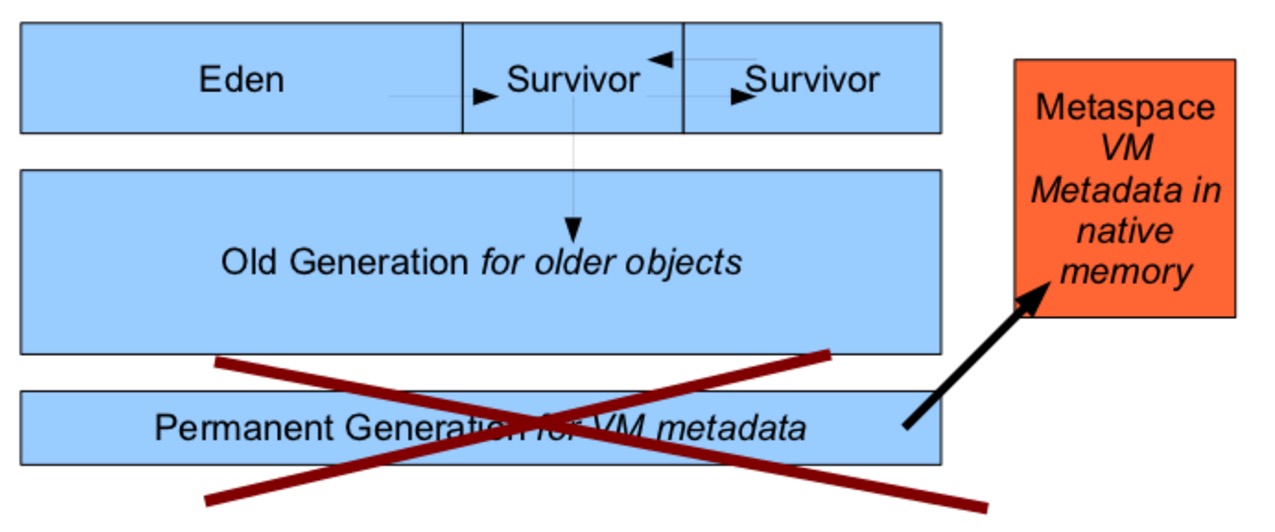 Eden
Survivor
Survivor
Old Generation for older objects
Permanent Generation for VM metadata
Metaspace
VM
Metadata in
native
memory